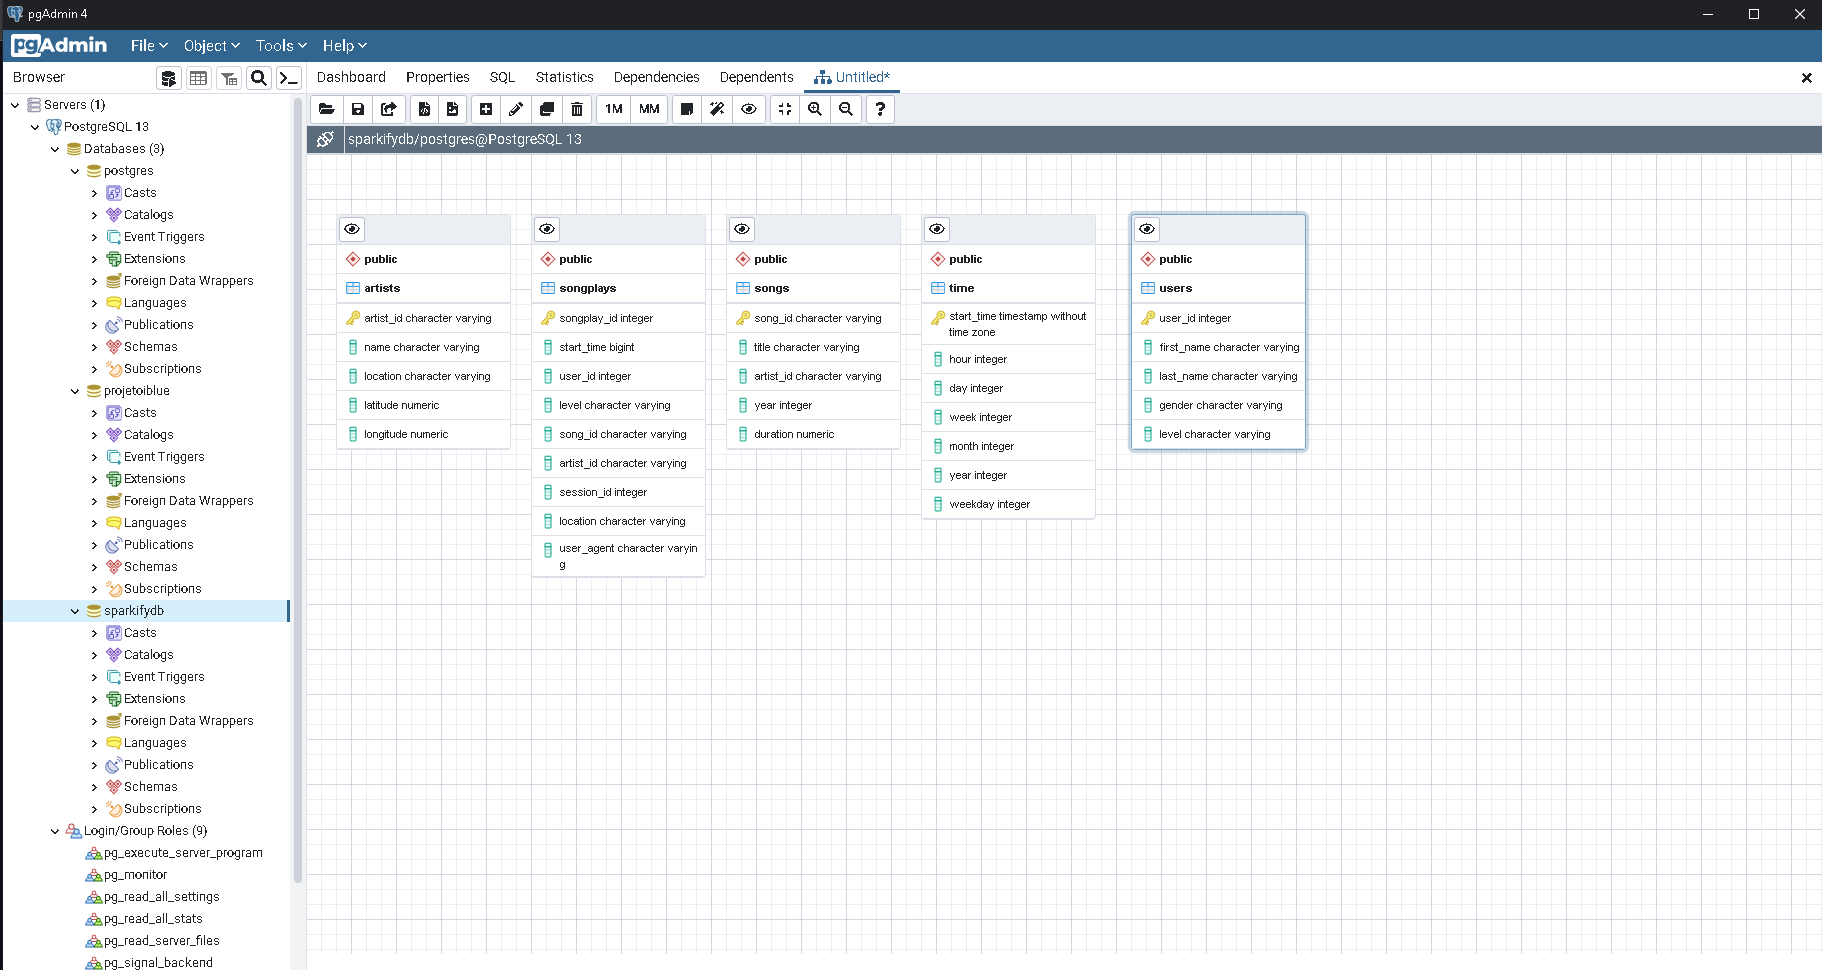 pgAdmin 4
pgAdmin File Object Tools Help
Browser
Dashboard Properties SQL Statistics Dependencies Dependents Untitled*
1M MM ?
sparkifydb/postgres@PostgreSQL 13
Servers (1)
PostgreSQL 13
Databases (3)
postgres
Casts
Catalogs
Event Triggers
Extensions
Foreign Data Wrappers
Languages
Publications
Schemas
Subscriptions
projetoiblue
Casts
Catalogs
Event Triggers
Extensions
Foreign Data Wrappers
Languages
Publications
Schemas
Subscriptions
sparkifydb
Casts
Catalogs
Event Triggers
Extensions
Foreign Data Wrappers
Languages
Publications
Schemas
Subscriptions
Login/Group Roles (9)
pg_execute_server_program
pg_monitor
pg_read_all_settings
pg_read_all_stats
pg_read_server_files
pg_signal_backend
public
artists
artist_id character varying
name character varying
location character varying
latitude numeric
longitude numeric
public
songplays
songplay_id integer
start_time bigint
user_id integer
level character varying
song_id character varying
artist_id character varying
session_id integer
location character varying
user_agent character varyin
g
public
songs
song_id character varying
title character varying
artist_id character varying
year integer
duration numeric
public
time
start_time timestamp without
time zone
hour integer
day integer
week integer
month integer
year integer
weekday integer
public
users
user_id integer
first_name character varying
last_name character varying
gender character varying
level character varying